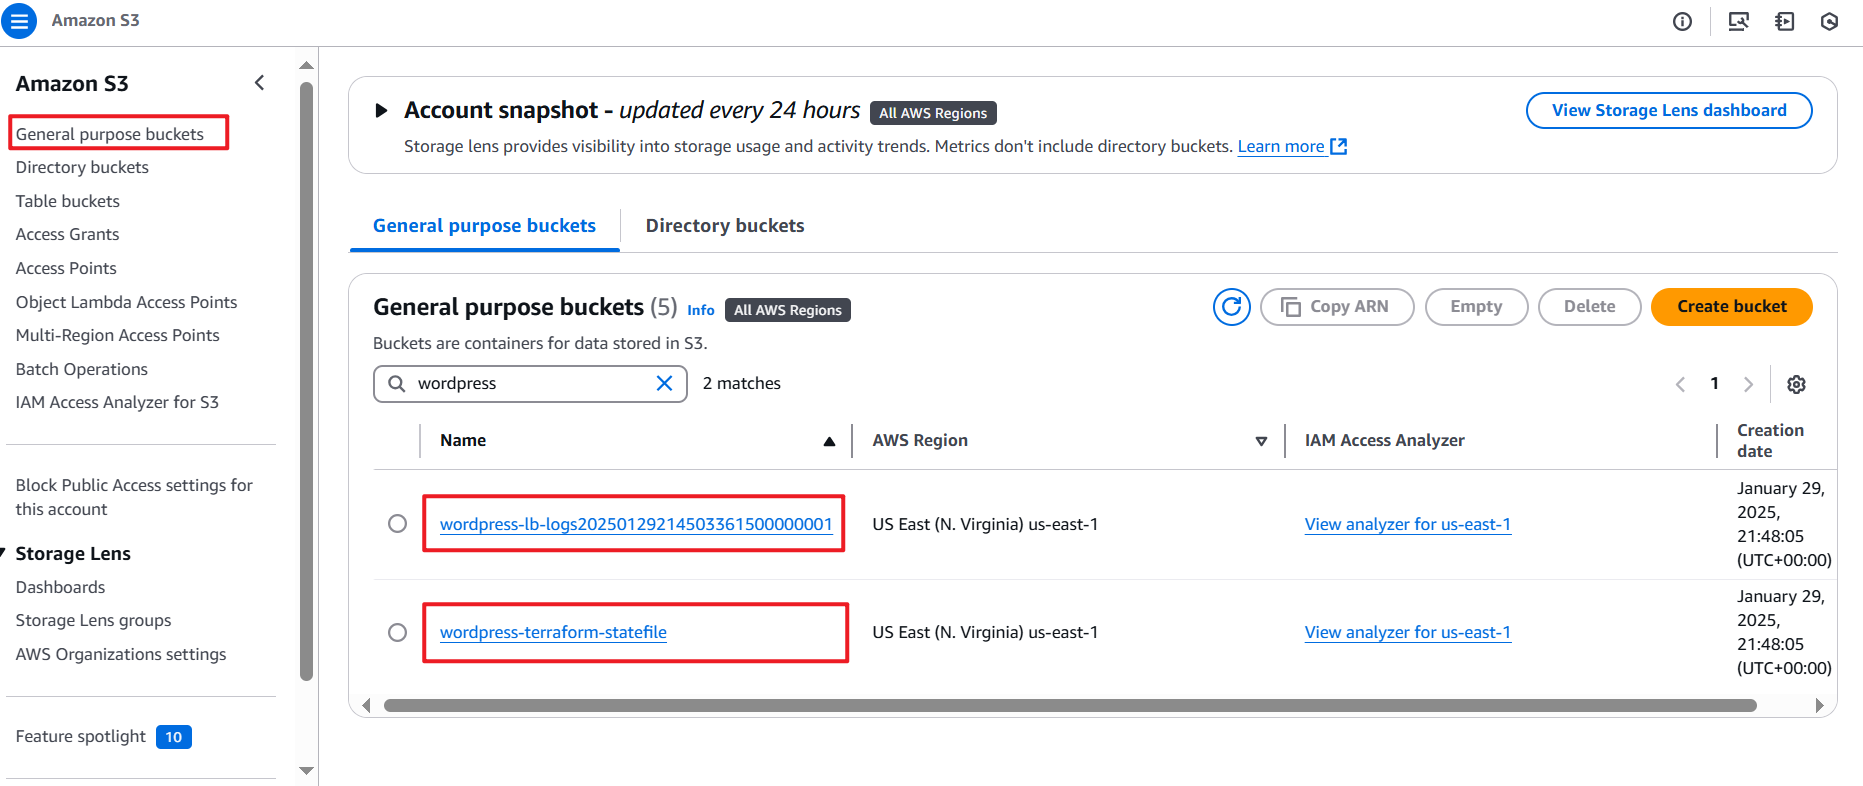 Amazon S3
Amazon S3
General purpose buckets
Directory buckets
Table buckets
Access Grants
Access Points
Object Lambda Access Points
Multi-Region Access Points
Batch Operations
IAM Access Analyzer for S3
Block Public Access settings for
this account
Storage Lens
Dashboards
Storage Lens groups
AWS Organizations settings
Feature spotlight 10
Account snapshot - updated every 24 hours All AWS Regions
View Storage Lens dashboard
Storage lens provides visibility into storage usage and activity trends. Metrics don't include directory buckets. Learn more
General purpose buckets Directory buckets
General purpose buckets (5) Info All AWS Regions
Copy ARN Empty Delete Create bucket
Buckets are containers for data stored in S3.
wordpress 2 matches
1
Name AWS Region IAM Access Analyzer Creation
date
wordpress-lb-logs20250129214503361500000001 US East (N. Virginia) us-east-1 View analyzer for us-east-1 January 29,
2025,
21:48:05
(UTC+00:00)
wordpress-terraform-statefile US East (N. Virginia) us-east-1 View analyzer for us-east-1 January 29,
2025,
21:48:05
(UTC+00:00)